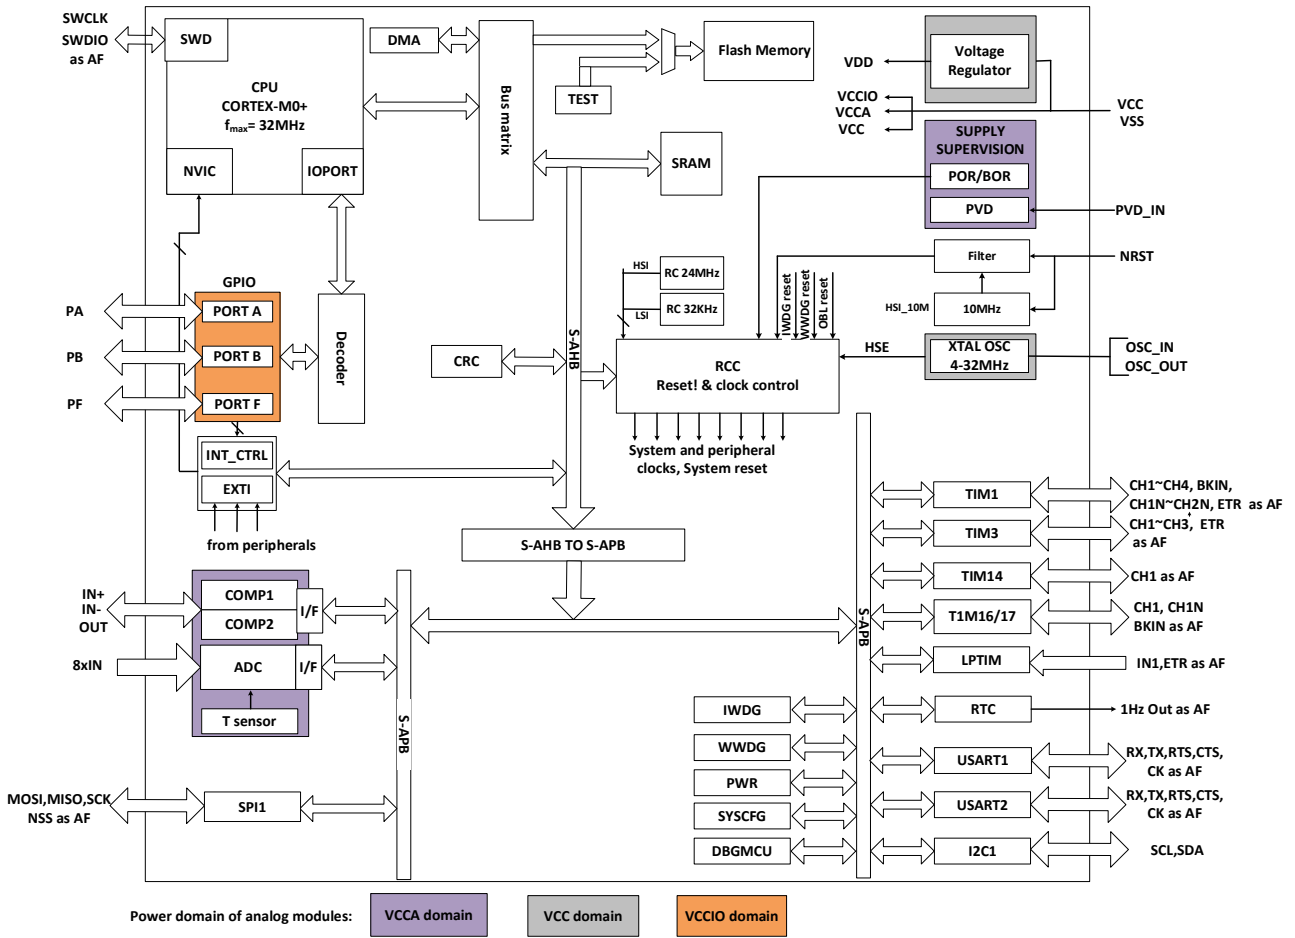 SWCLK
SWDIO
as AF
SWD
CPU
CORTEX-M0+
fmax= 32MHz
NVIC
IOPORT
DMA
Bus matrix
Flash Memory
TEST
SRAM
VDD
Voltage
Regulator
VCCIO
VCCA
VCC
VCC
VSS
SUPPLY
SUPERVISION
POR/BOR
PVD
PVD_IN
Filter
NRST
HSI_10M
10MHz
HSI
RC 24MHz
LSI
RC 32KHz
IWDG reset
WWDG reset
OBL reset
GPIO
PA
PORT A
PB
PORT B
PF
PORT F
Decoder
CRC
S-AHB
RCC
Reset! & clock control
HSE
XTAL OSC
4-32MHz
OSC_IN
OSC_OUT
System and peripheral
clocks, System reset
INT_CTRL
EXTI
from peripherals
S-AHB TO S-APB
IN+
IN-
OUT
COMP1
COMP2
I/F
8xIN
ADC
I/F
T sensor
S-APB
MOSI,MISO,SCK
NSS as AF
SPI1
S-APB
TIM1
CH1~CH4, BKIN,
CH1N~CH2N, ETR as AF
TIM3
CH1~CH3, ETR
as AF
TIM14
CH1 as AF
T1M16/17
CH1, CH1N
BKIN as AF
LPTIM
IN1,ETR as AF
IWDG
RTC
1Hz Out as AF
WWDG
USART1
RX,TX,RTS,CTS,
CK as AF
PWR
USART2
RX,TX,RTS,CTS,
CK as AF
SYSCFG
DBGMCU
I2C1
SCL,SDA
Power domain of analog modules:
VCCA domain
VCC domain
VCCIO domain